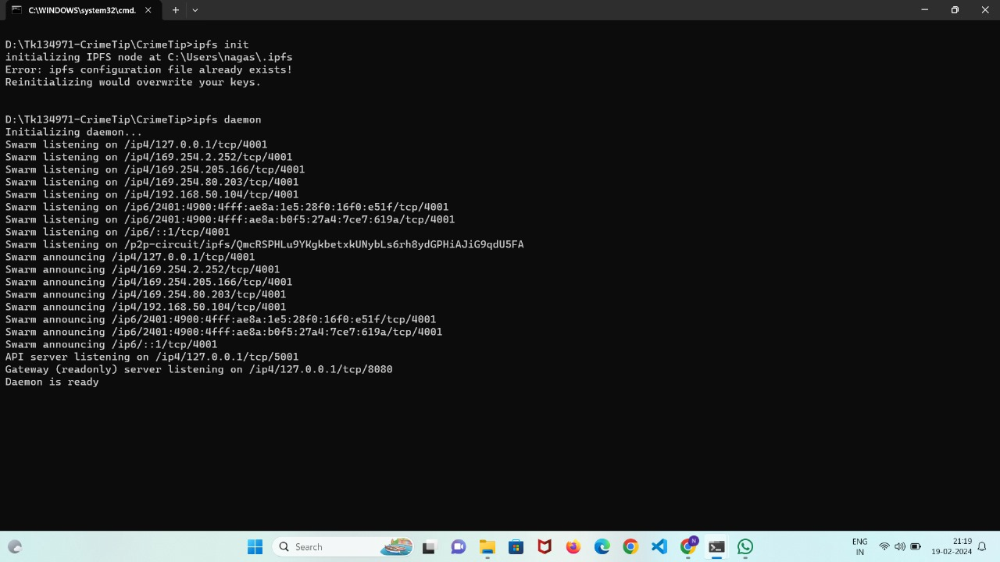 C:\WINDOWS\system32\cmd.
D:\Tk134971-CrimeTip\CrimeTip>ipfs init
initializing IPFS node at C:\Users\nagas\.ipfs
Error: ipfs configuration file already exists!
Reinitializing would overwrite your keys.
D:\Tk134971-CrimeTip\CrimeTip>ipfs daemon
Initializing daemon...
Swarm listening on /ip4/127.0.0.1/tcp/4001
Swarm listening on /ip4/169.254.2.252/tcp/4001
Swarm listening on /ip4/169.254.205.166/tcp/4001
Swarm listening on /ip4/169.254.80.203/tcp/4001
Swarm listening on /ip4/192.168.50.104/tcp/4001
Swarm listening on /ip6/2401:4900:4fff:ae8a:1e5:28f0:16f0:e51f/tcp/4001
Swarm listening on /ip6/2401:4900:4fff:ae8a:b0f5:27a4:7ce7:619a/tcp/4001
Swarm listening on /ip6/::1/tcp/4001
Swarm listening on /p2p-circuit/ipfs/QmcRSPHLu9YKgkbetxkUNybLs6rh8ydGPHiAJiG9qdU5FA
Swarm announcing /ip4/127.0.0.1/tcp/4001
Swarm announcing /ip4/169.254.2.252/tcp/4001
Swarm announcing /ip4/169.254.205.166/tcp/4001
Swarm announcing /ip4/169.254.80.203/tcp/4001
Swarm announcing /ip4/192.168.50.104/tcp/4001
Swarm announcing /ip6/2401:4900:4fff:ae8a:1e5:28f0:16f0:e51f/tcp/4001
Swarm announcing /ip6/2401:4900:4fff:ae8a:b0f5:27a4:7ce7:619a/tcp/4001
Swarm announcing /ip6/::1/tcp/4001
API server listening on /ip4/127.0.0.1/tcp/5001
Gateway (readonly) server listening on /ip4/127.0.0.1/tcp/8080
Daemon is ready
Search
N
ENG
IN
21:19
19-02-2024